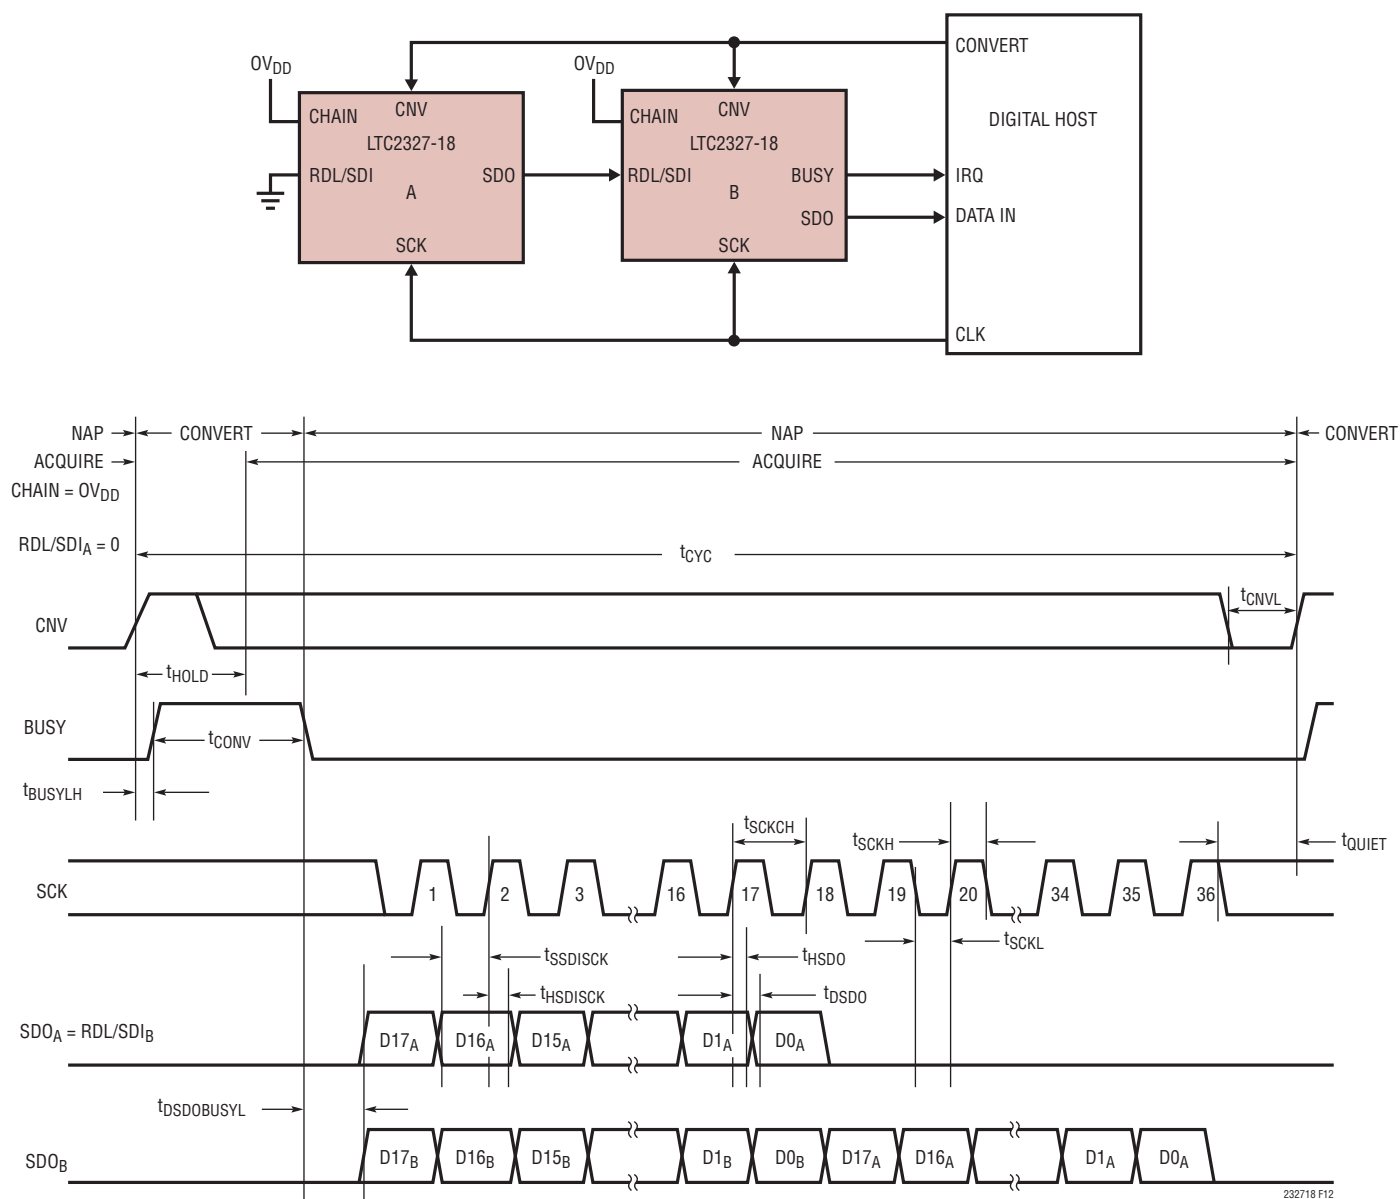 CONVERT
OVDD
OVDD
CHAIN
CNV
LTC2327-18
RDL/SDI
SDO
A
SCK
CHAIN
CNV
LTC2327-18
RDL/SDI
BUSY
B
SDO
SCK
DIGITAL HOST
IRQ
DATA IN
CLK
NAP CONVERT NAP CONVERT
ACQUIRE ACQUIRE
CHAIN = OVDD
RDL/SDIA = 0
tCYC
tCNVL
CNV
tHOLD
BUSY
tCONV
tBUSYLH
tSCKCH
tSCKH
tQUIET
SCK
1 2 3 16 17 18 19 20 34 35 36
tSSDISCK tHSDO tSCKL
tHSDISCK tDSDO
SDOA = RDL/SDIB
D17A D16A D15A D1A D0A
tDSDOBUSYL
SDOB
D17B D16B D15B D1B D0B D17A D16A D1A D0A
232718 F12